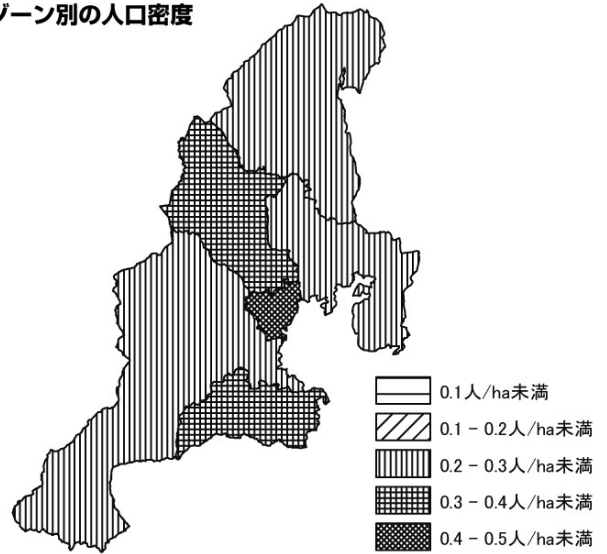 ゾーン別の人口密度
0.1人/ha未満
0.1 - 0.2人/ha未満
0.2 - 0.3人/ha未満
0.3 - 0.4人/ha未満
0.4 - 0.5人/ha未満